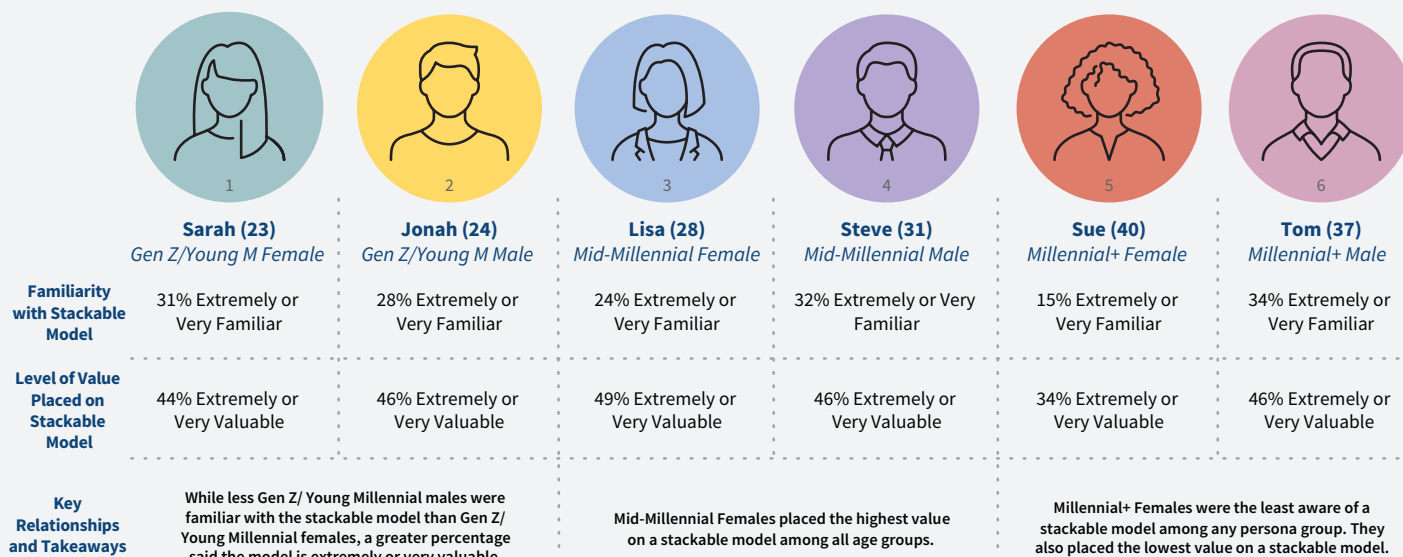 1
2
3
4
5
6
Sarah (23)
Gen Z/Young M Female
Jonah (24)
Gen Z/Young M Male
Lisa (28)
Mid-Millennial Female
Steve (31)
Mid-Millennial Male
Sue (40)
Millennial+ Female
Tom (37)
Millennial+ Male
Familiarity
with Stackable
Model
31% Extremely or
Very Familiar
28% Extremely or
Very Familiar
24% Extremely or
Very Familiar
32% Extremely or Very
Familiar
15% Extremely or
Very Familiar
34% Extremely or
Very Familiar
Level of Value
Placed on
Stackable
Model
44% Extremely or
Very Valuable
46% Extremely or
Very Valuable
49% Extremely or
Very Valuable
46% Extremely or
Very Valuable
34% Extremely or
Very Valuable
46% Extremely or
Very Valuable
Key
Relationships
and Takeaways
While less Gen Z/ Young Millennial males were
familiar with the stackable model than Gen Z/
Young Millennial females, a greater percentage
said the model is extremely or very valuable
Mid-Millennial Females placed the highest value
on a stackable model among all age groups.
Millennial+ Females were the least aware of a
stackable model among any persona group. They
also placed the lowest value on a stackable model.